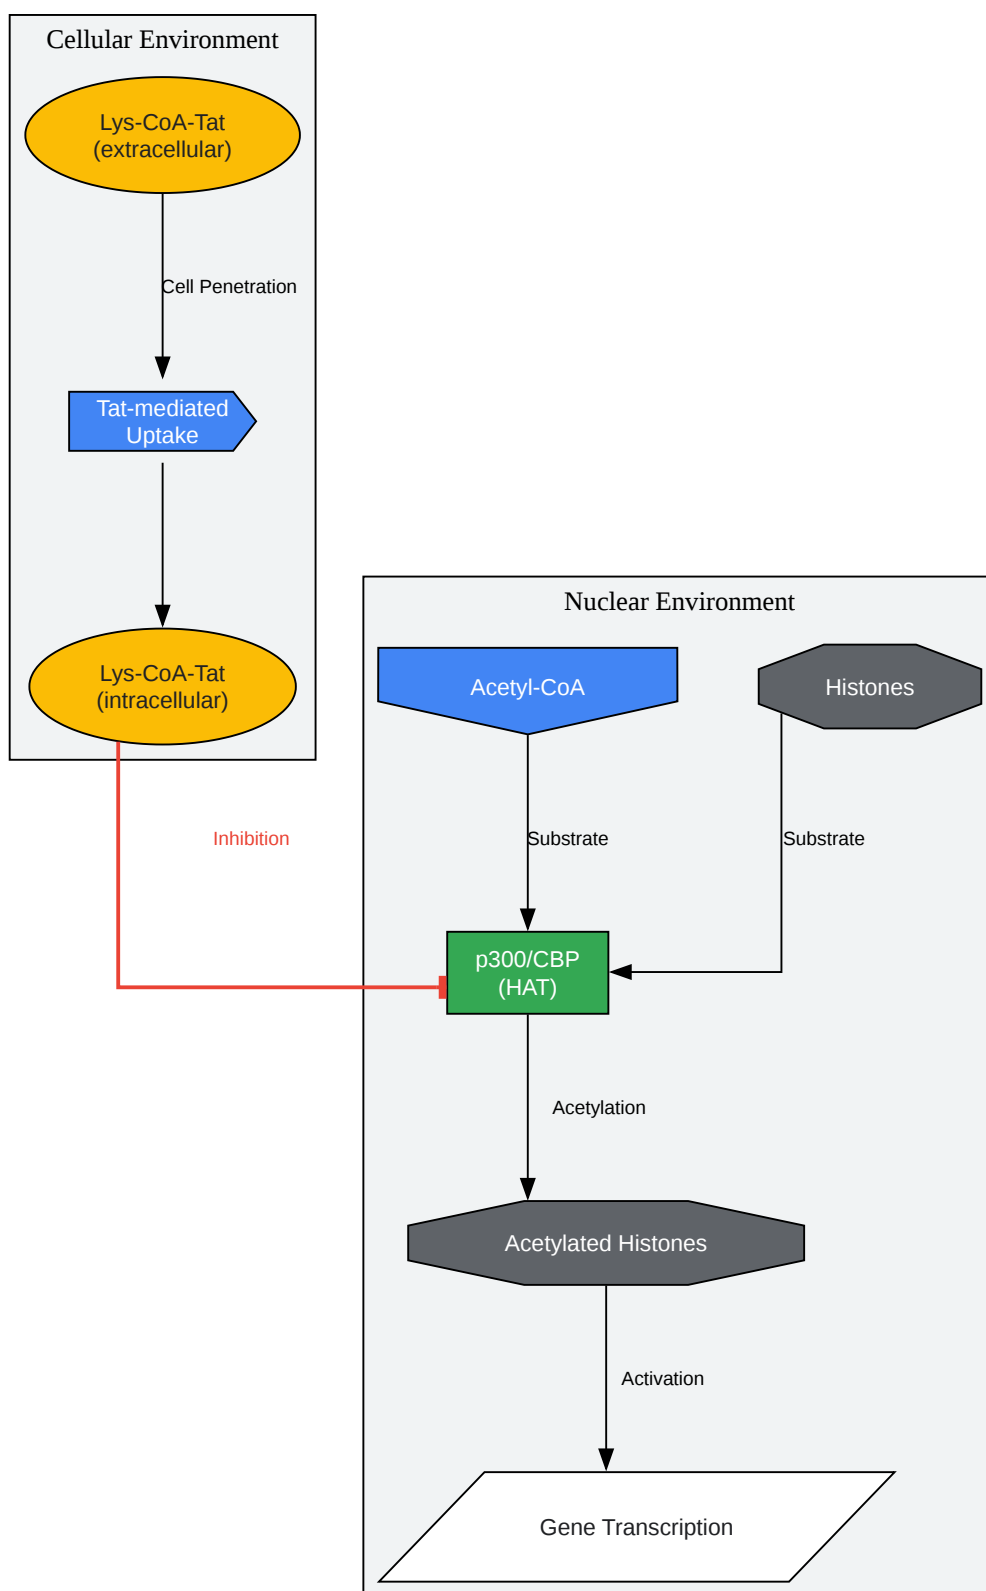 Cellular Environment
Lys-CoA-Tat
(extracellular)
Cell Penetration
Tat-mediated
Uptake
Lys-CoA-Tat
(intracellular)
Inhibition
Nuclear Environment
Acetyl-CoA
Histones
Substrate
Substrate
p300/CBP
(HAT)
Acetylation
Acetylated Histones
Activation
Gene Transcription